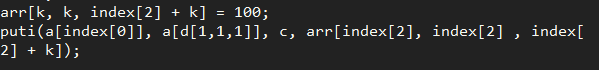 arr[k, k, index[2] + k] = 100;
puti(a[index[0]], a[d[1,1,1]], c, arr[index[2], index[2] , index[
2] + k]);